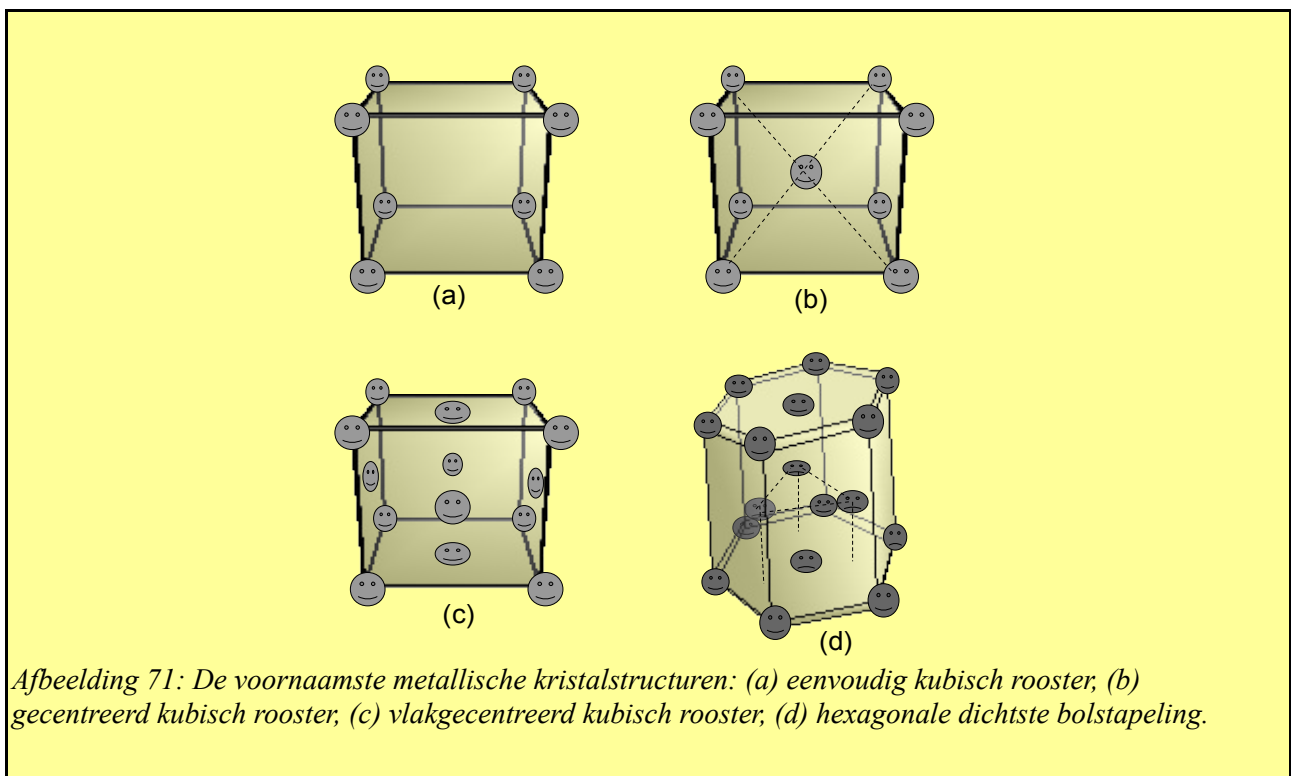 (a)
(b)
(c)
(d)
Afbeelding 71: De voornaamste metallische kristalstructuren: (a) eenvoudig kubisch rooster, (b)
gecentreerd kubisch rooster, (c) vlakgecentreerd kubisch rooster, (d) hexagonale dichtste bolstapeling.